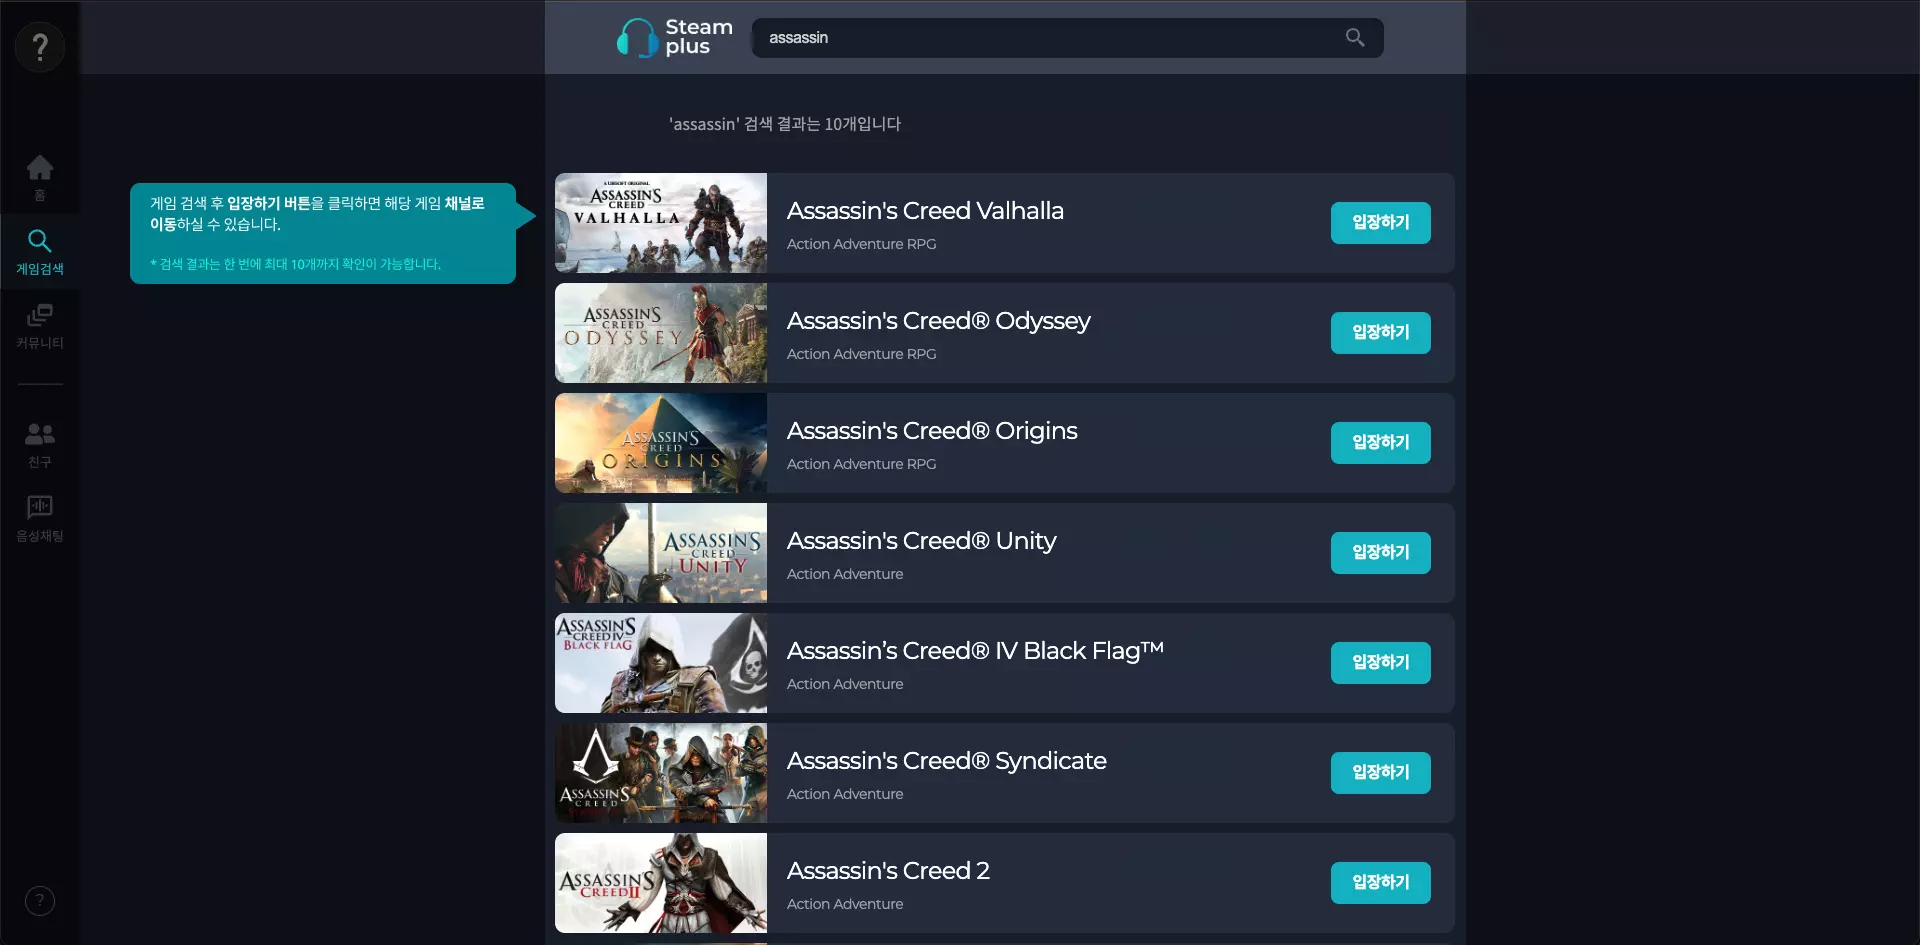 ?
Steam
plus
assassin
'assassin' 검색 결과는 10개입니다
홈
게임검색
커뮤니티
친구
음성채팅
?
게임 검색 후 입장하기 버튼을 클릭하면 해당 게임 채널로
이동하실 수 있습니다.
* 검색 결과는 한 번에 최대 10개까지 확인이 가능합니다.
A UBISOFT ORIGINAL
ASSASSIN'S
CREED
VALHALLA
Assassin's Creed Valhalla
Action Adventure RPG
입장하기
ASSASSIN'S
CREED
ODYSSEY
Assassin's Creed® Odyssey
Action Adventure RPG
입장하기
ASSASSIN'S
CREED
ORIGINS
Assassin's Creed® Origins
Action Adventure RPG
입장하기
ASSASSIN'S
CREED
UNITY
Assassin's Creed® Unity
Action Adventure
입장하기
ASSASSIN'S
CREED IV
BLACK FLAG
Assassin’s Creed® IV Black Flag™
Action Adventure
입장하기
ASSASSIN'S
CREED
Assassin's Creed® Syndicate
Action Adventure
입장하기
ASSASSIN'S
CREED II
Assassin's Creed 2
Action Adventure
입장하기